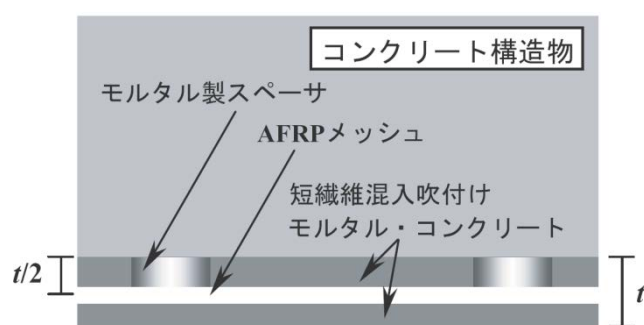 コンクリート構造物
モルタル製スペーサ
AFRPメッシュ
短繊維混入吹付け
モルタル・コンクリート
t/2
t